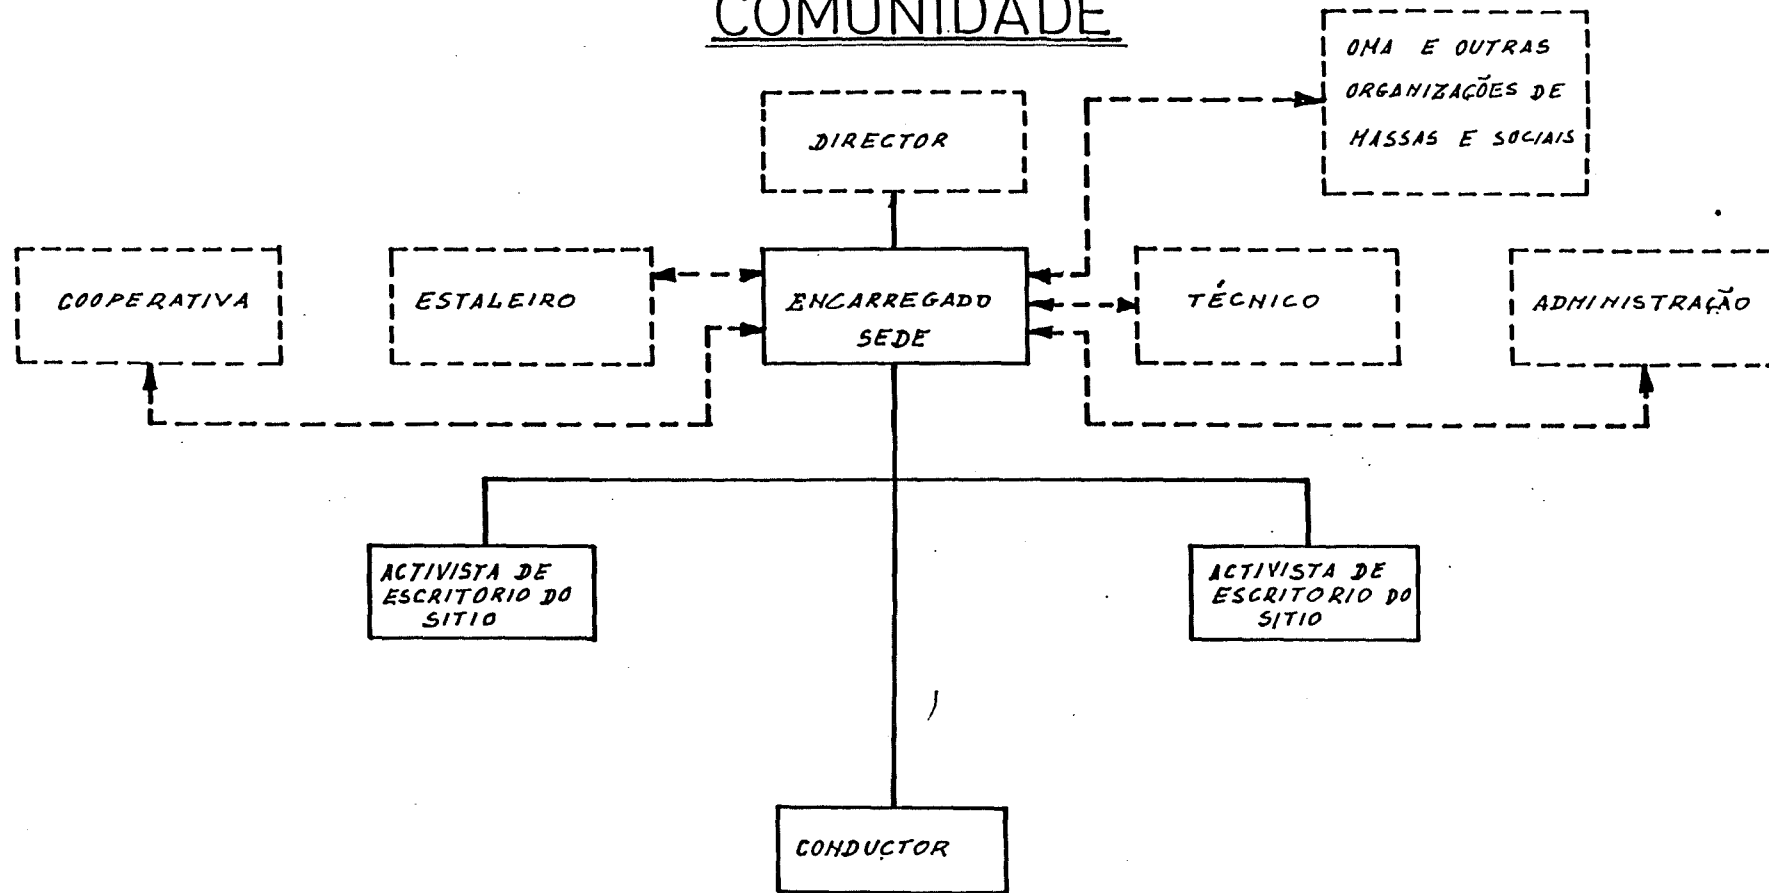 COMUNIDADE
OMA E OUTRAS
ORGANIZAÇÕES DE
MASSAS E SOCIAIS
DIRECTOR
COOPERATIVA
ESTALEIRO
ENCARREGADO
SEDE
TÉCNICO
ADMINISTRAÇÃO
ACTIVISTA DE
ESCRITORIO DO
SITIO
ACTIVISTA DE
ESCRITORIO DO
SITIO
CONDUCTOR